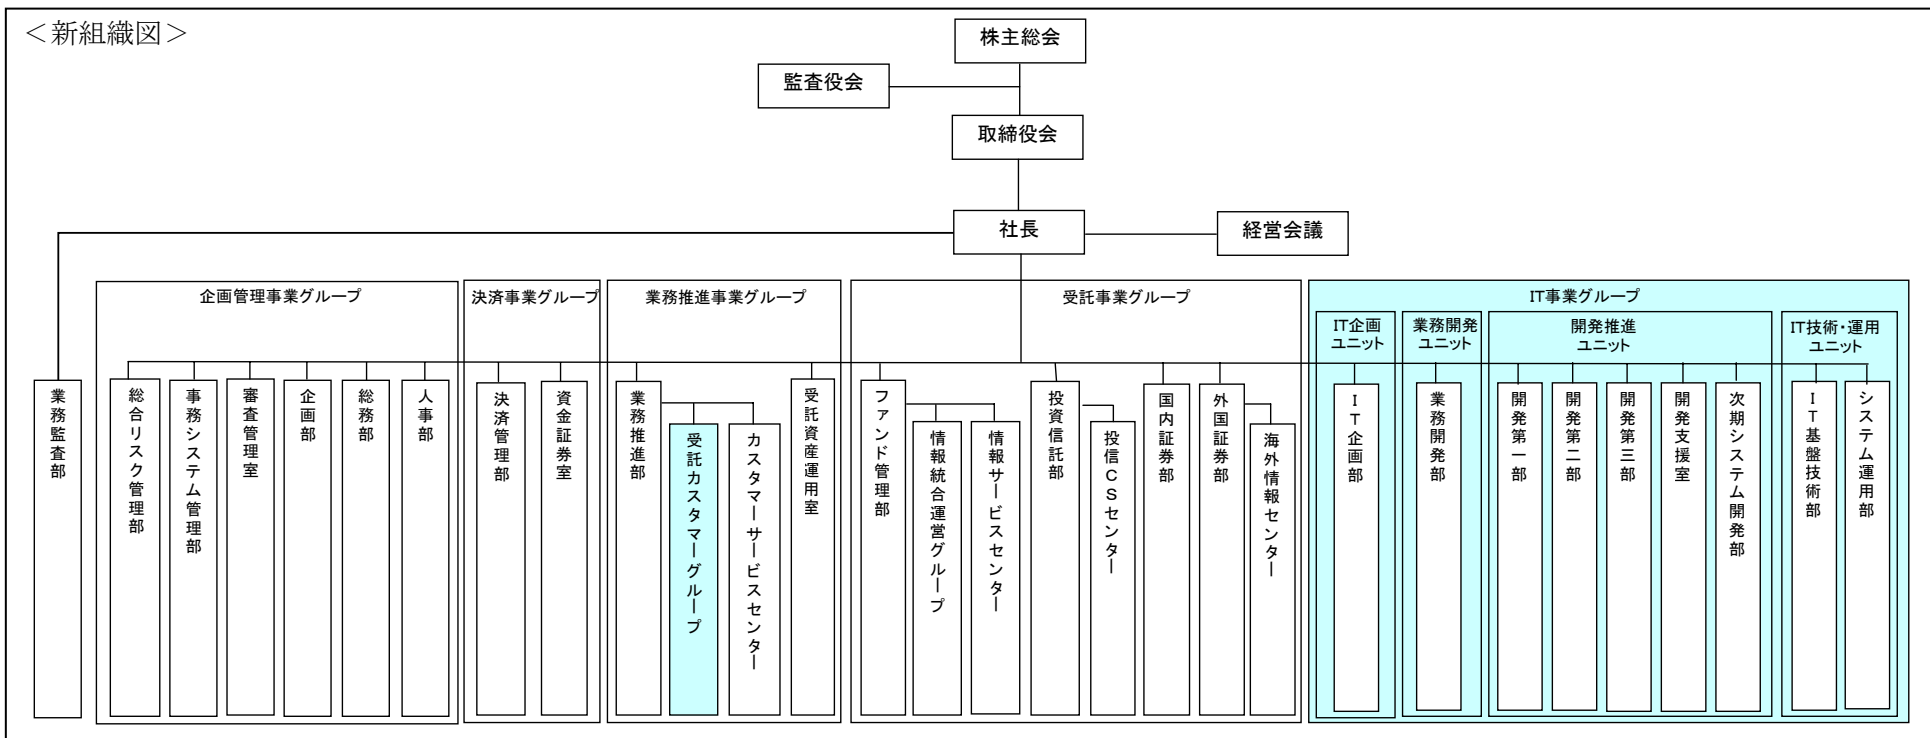 ＜新組織図＞
株主総会
監査役会
取締役会
社長
経営会議
企画管理事業グループ
決済事業グループ
業務推進事業グループ
受託事業グループ
IT事業グループ
IT企画
ユニット
業務開発
ユニット
開発推進
ユニット
IT技術・運用
ユニット
業務監査部
総合リスク管理部
事務システム管理部
審査管理室
企画部
総務部
人事部
決済管理部
資金証券室
業務推進部
受託カスタマーグループ
カスタマーサービスセンター
受託資産運用室
ファンド管理部
情報統合運営グループ
情報サービスセンター
投資信託部
投信CSセンター
国内証券部
外国証券部
海外情報センター
IT企画部
業務開発部
開発第一部
開発第二部
開発第三部
開発支援室
次期システム開発部
IT基盤技術部
システム運用部